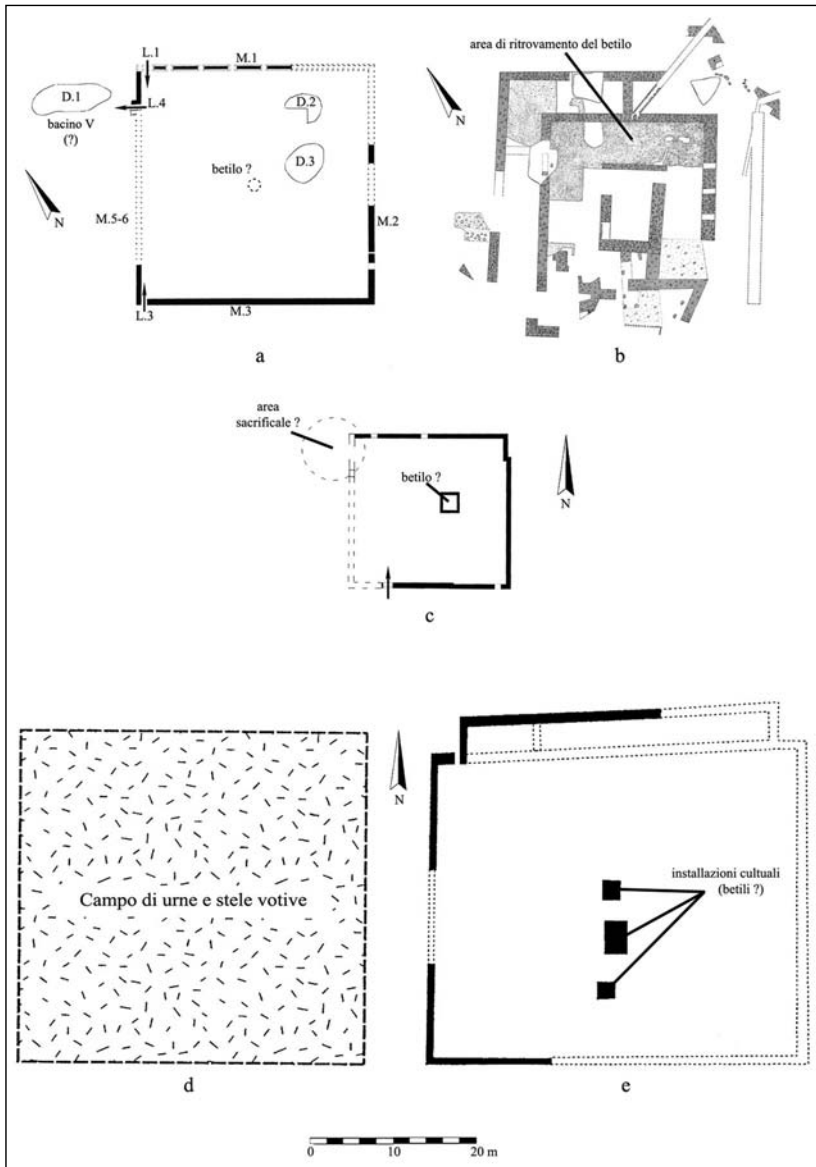 L.1
M.1
D.1
L.4
D.2
bacino V
(?)
D.3
betilo ?
N
M.5-6
M.2
L.3
M.3
a
area di ritrovamento del betilo
N
b
area
sacrificale ?
betilo ?
N
c
N
Campo di urne e stele votive
d
installazioni cultuali
(betili ?)
e
0 10 20 m